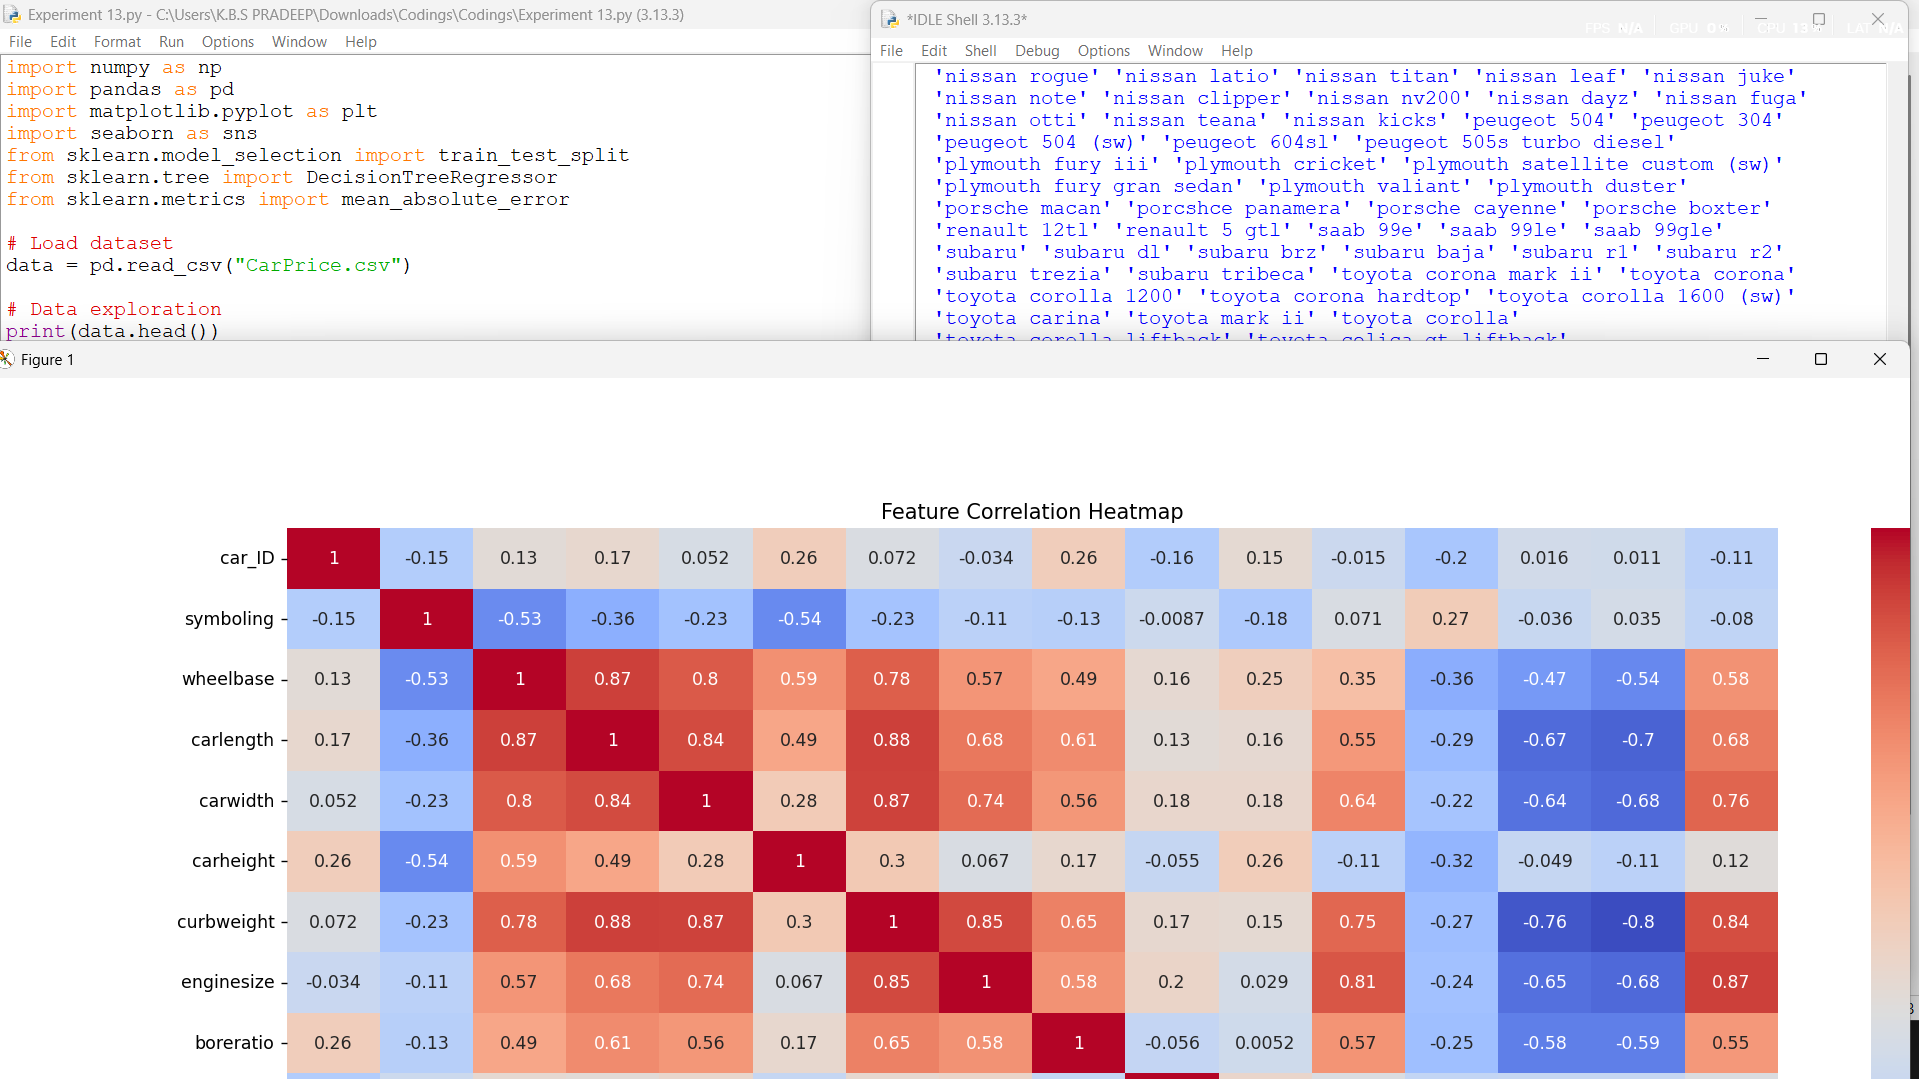 Experiment 13.py - C:\Users\K.B.S PRADEEP\Downloads\Codings\Codings\Experiment 13.py (3.13.3)
File Edit Format Run Options Window Help
import numpy as np
import pandas as pd
import matplotlib.pyplot as plt
import seaborn as sns
from sklearn.model_selection import train_test_split
from sklearn.tree import DecisionTreeRegressor
from sklearn.metrics import mean_absolute_error
# Load dataset
data = pd.read_csv("CarPrice.csv")
# Data exploration
print(data.head())
*IDLE Shell 3.13.3*
FPS N/A GPU 0% CPU 13% LAT N/A
File Edit Shell Debug Options Window Help
'nissan rogue' 'nissan latio' 'nissan titan' 'nissan leaf' 'nissan juke'
'nissan note' 'nissan clipper' 'nissan nv200' 'nissan dayz' 'nissan fuga'
'nissan otti' 'nissan teana' 'nissan kicks' 'peugeot 504' 'peugeot 304'
'peugeot 504 (sw)' 'peugeot 604sl' 'peugeot 505s turbo diesel'
'plymouth fury iii' 'plymouth cricket' 'plymouth satellite custom (sw)'
'plymouth fury gran sedan' 'plymouth valiant' 'plymouth duster'
'porsche macan' 'porcshce panamera' 'porsche cayenne' 'porsche boxter'
'renault 12tl' 'renault 5 gtl' 'saab 99e' 'saab 99le' 'saab 99gle'
'subaru' 'subaru dl' 'subaru brz' 'subaru baja' 'subaru r1' 'subaru r2'
'subaru trezia' 'subaru tribeca' 'toyota corona mark ii' 'toyota corona'
'toyota corolla 1200' 'toyota corona hardtop' 'toyota corolla 1600 (sw)'
'toyota carina' 'toyota mark ii' 'toyota corolla'
'toyota corolla liftback' 'toyota celica gt liftback'
Figure 1
Feature Correlation Heatmap
car_ID 1 -0.15 0.13 0.17 0.052 0.26 0.072 -0.034 0.26 -0.16 0.15 -0.015 -0.2 0.016 0.011 -0.11
symboling -0.15 1 -0.53 -0.36 -0.23 -0.54 -0.23 -0.11 -0.13 -0.0087 -0.18 0.071 0.27 -0.036 0.035 -0.08
wheelbase 0.13 -0.53 1 0.87 0.8 0.59 0.78 0.57 0.49 0.16 0.25 0.35 -0.36 -0.47 -0.54 0.58
carlength 0.17 -0.36 0.87 1 0.84 0.49 0.88 0.68 0.61 0.13 0.16 0.55 -0.29 -0.67 -0.7 0.68
carwidth 0.052 -0.23 0.8 0.84 1 0.28 0.87 0.74 0.56 0.18 0.18 0.64 -0.22 -0.64 -0.68 0.76
carheight 0.26 -0.54 0.59 0.49 0.28 1 0.3 0.067 0.17 -0.055 0.26 -0.11 -0.32 -0.049 -0.11 0.12
curbweight 0.072 -0.23 0.78 0.88 0.87 0.3 1 0.85 0.65 0.17 0.15 0.75 -0.27 -0.76 -0.8 0.84
enginesize -0.034 -0.11 0.57 0.68 0.74 0.067 0.85 1 0.58 0.2 0.029 0.81 -0.24 -0.65 -0.68 0.87
boreratio 0.26 -0.13 0.49 0.61 0.56 0.17 0.65 0.58 1 -0.056 0.0052 0.57 -0.25 -0.58 -0.59 0.55